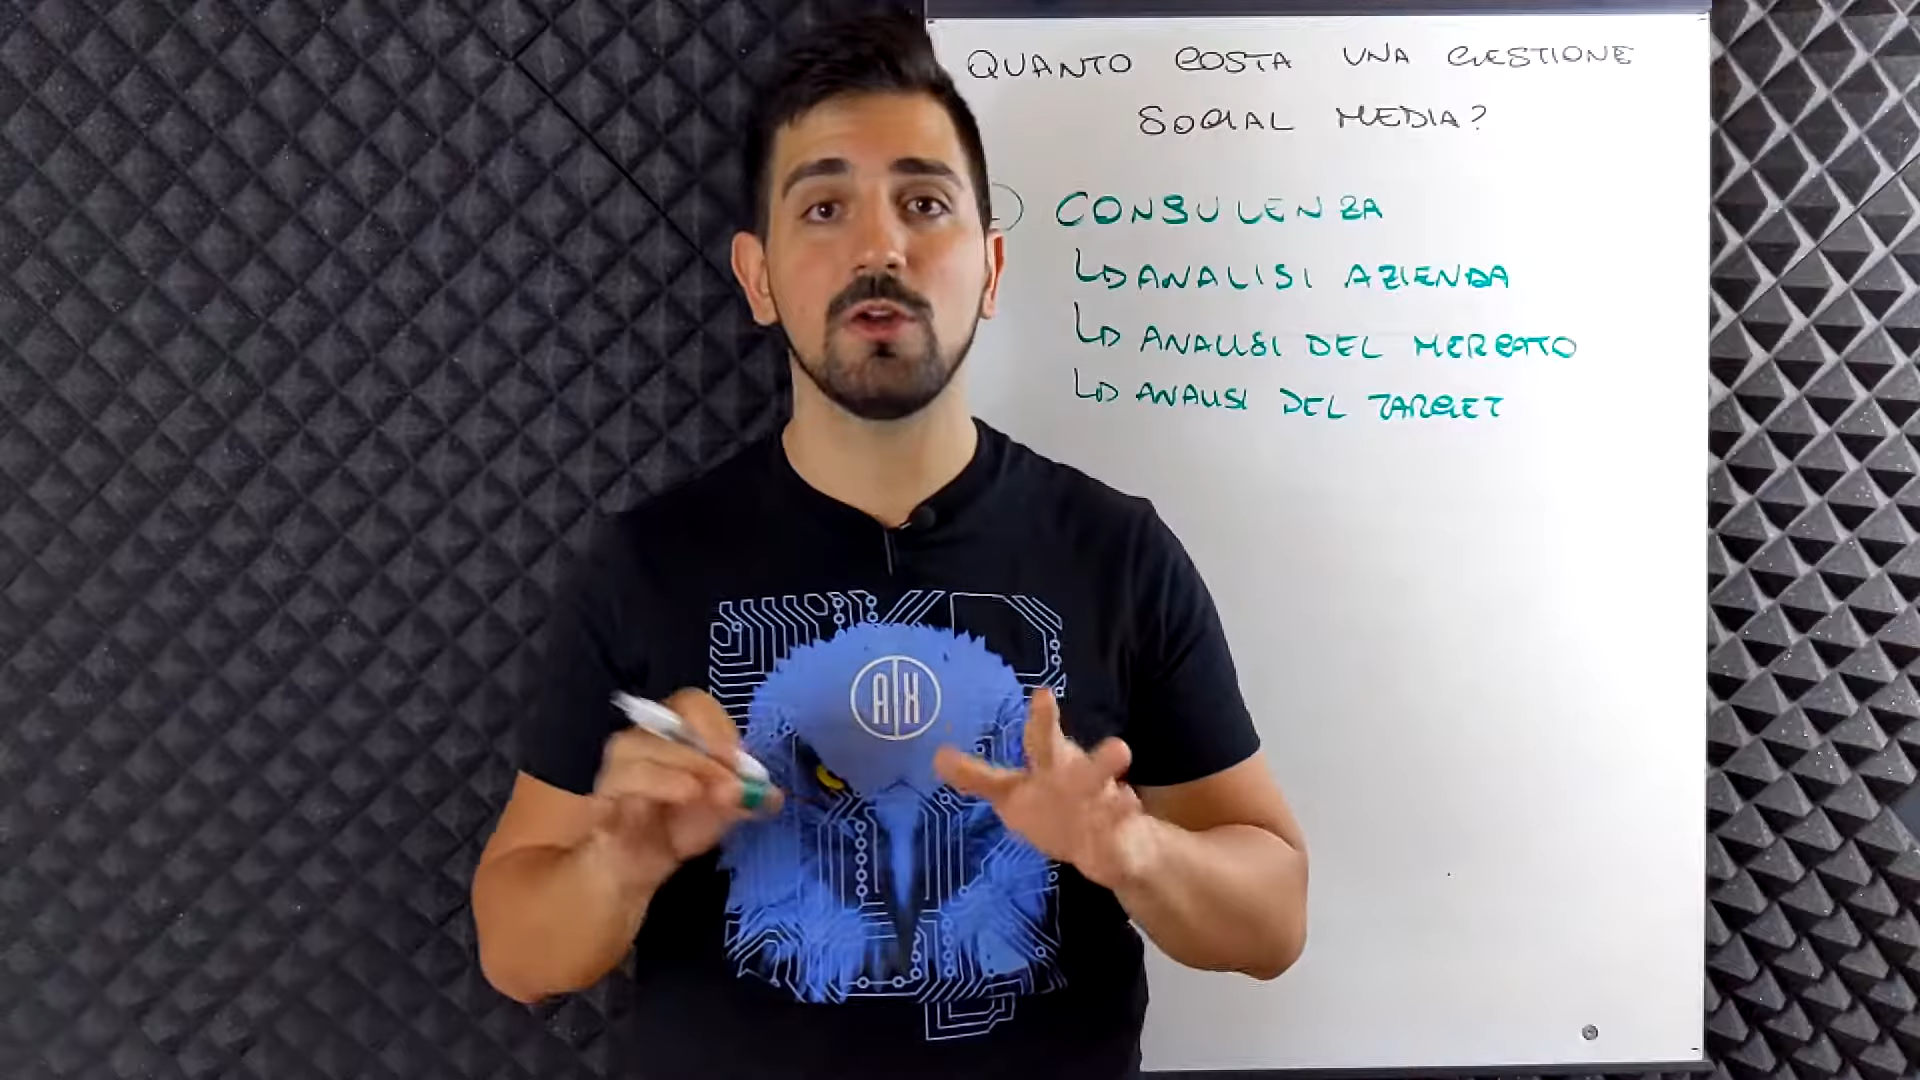 QUANTO COSTA UNA GESTIONE
SOCIAL MEDIA?
CONSULENZA
ANALISI AZIENDA
ANALISI DEL MERCATO
ANALISI DEL TARGET
A X